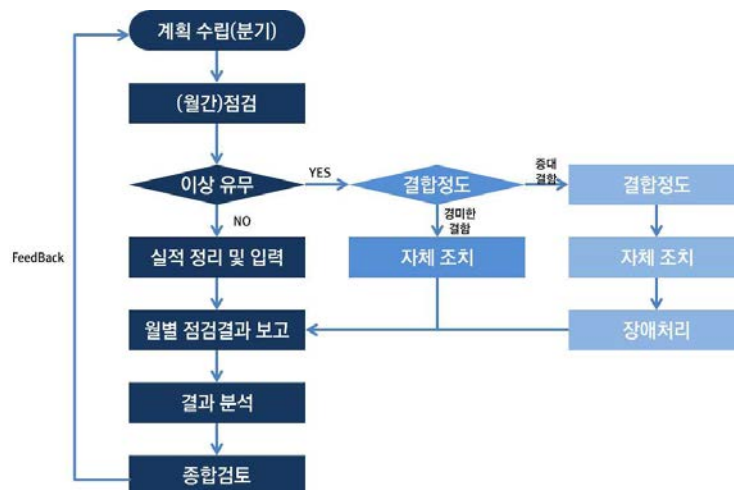 계획 수립(분기)
(월간)점검
이상 유무
YES
결합정도
중대
결함
결합정도
NO
경미한
결함
FeedBack
실적 정리 및 입력
자체 조치
자체 조치
월별 점검결과 보고
장애처리
결과 분석
종합검토